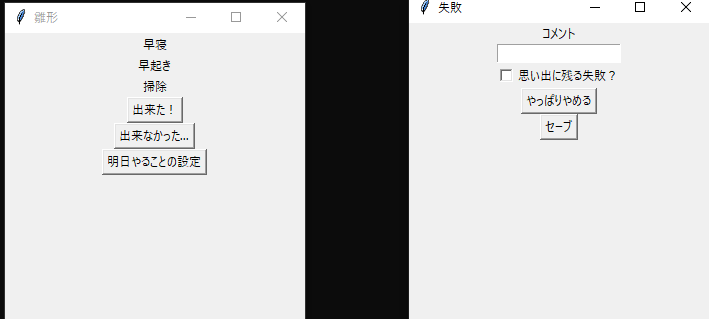 雛形
早寝
早起き
掃除
出来た！
出来なかった...
明日やることの設定
失敗
コメント
思い出に残る失敗？
やっぱりやめる
セーブ